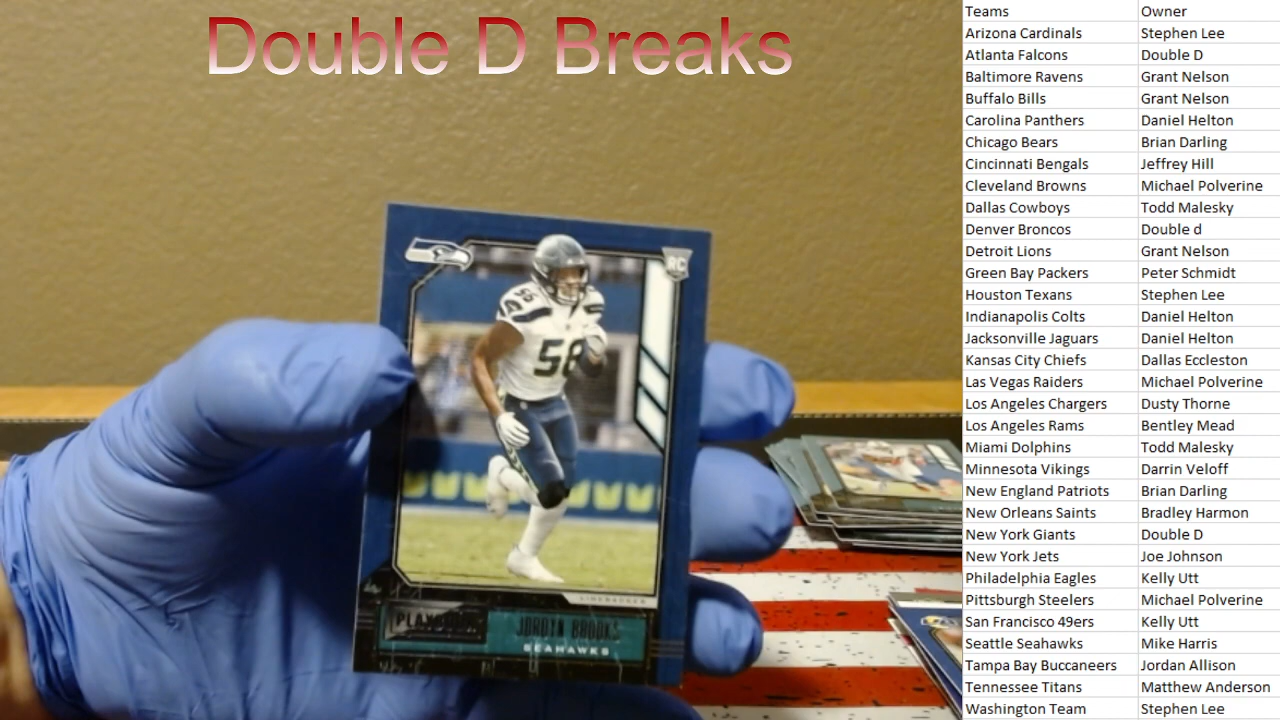 Double D Breaks
RC
56
58
LINEBACKER
PLAYBOOK
JORDYN BROOKS
SEAHAWKS
Teams Owner
Arizona Cardinals Stephen Lee
Atlanta Falcons Double D
Baltimore Ravens Grant Nelson
Buffalo Bills Grant Nelson
Carolina Panthers Daniel Helton
Chicago Bears Brian Darling
Cincinnati Bengals Jeffrey Hill
Cleveland Browns Michael Polverine
Dallas Cowboys Todd Malesky
Denver Broncos Double d
Detroit Lions Grant Nelson
Green Bay Packers Peter Schmidt
Houston Texans Stephen Lee
Indianapolis Colts Daniel Helton
Jacksonville Jaguars Daniel Helton
Kansas City Chiefs Dallas Eccleston
Las Vegas Raiders Michael Polverine
Los Angeles Chargers Dusty Thorne
Los Angeles Rams Bentley Mead
Miami Dolphins Todd Malesky
Minnesota Vikings Darrin Veloff
New England Patriots Brian Darling
New Orleans Saints Bradley Harmon
New York Giants Double D
New York Jets Joe Johnson
Philadelphia Eagles Kelly Utt
Pittsburgh Steelers Michael Polverine
San Francisco 49ers Kelly Utt
Seattle Seahawks Mike Harris
Tampa Bay Buccaneers Jordan Allison
Tennessee Titans Matthew Anderson
Washington Team Stephen Lee